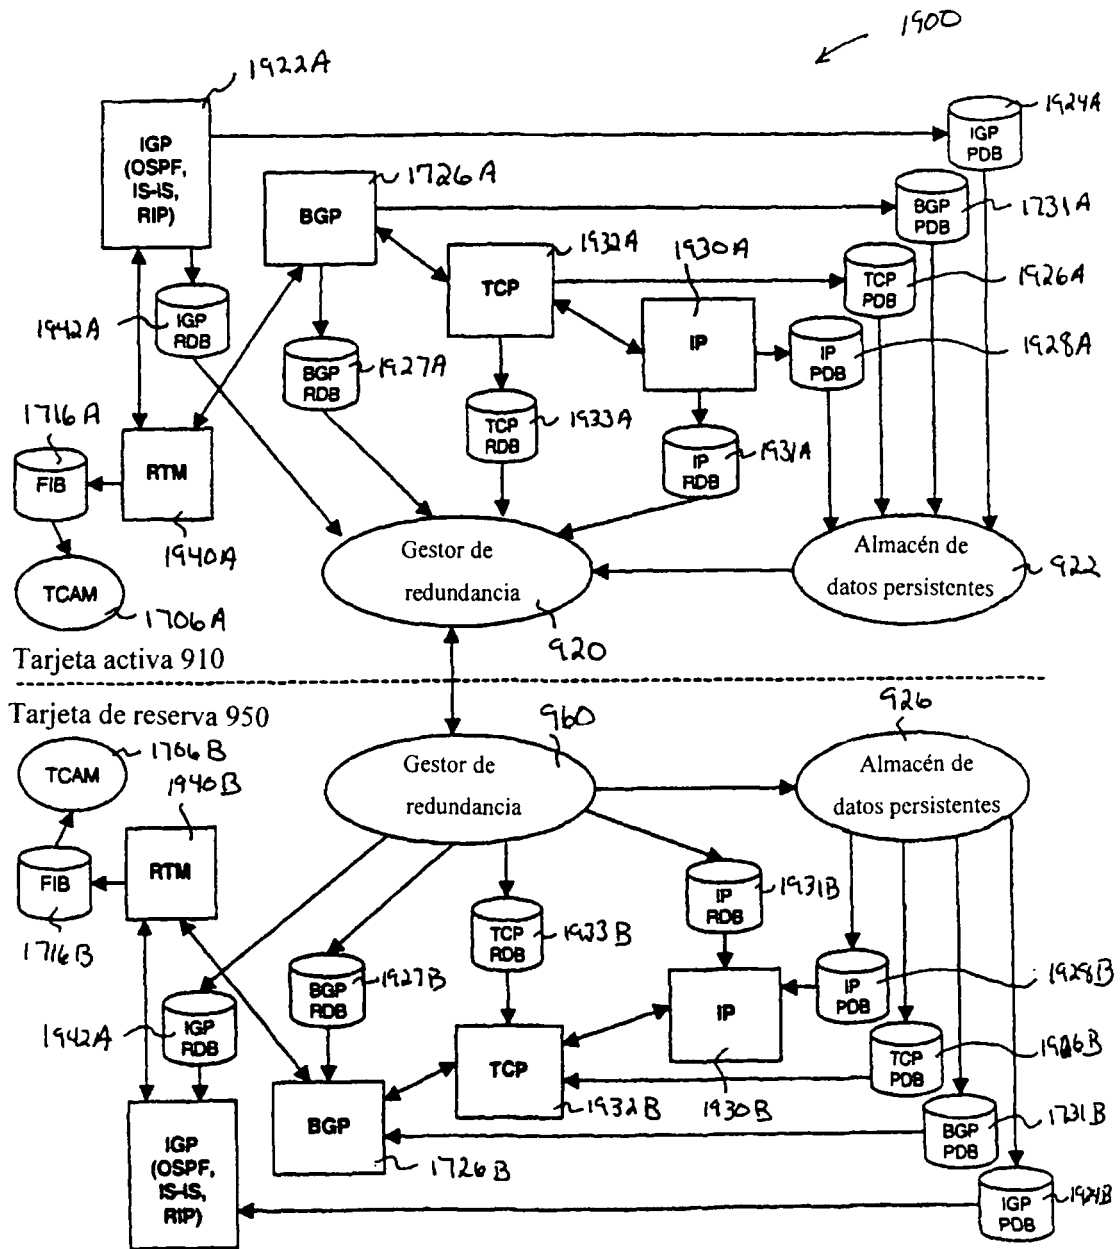 1900
1922A
IGP
(OSPF,
IS-IS,
RIP)
1924A
IGP
PDB
1726A
BGP
BGP
PDB
1731A
1932A
TCP
1930A
TCP
PDB
1926A
1942A
IGP
RDB
BGP
RDB
1927A
IP
IP
PDB
1928A
1716A
FIB
RTM
1940A
TCP
RDB
1933A
IP
RDB
1931A
TCAM
1706A
Gestor de
redundancia
920
Almacén de
datos persistentes
922
Tarjeta activa 910
Tarjeta de reserva 950
1706B
TCAM
1940B
960
Gestor de
redundancia
926
Almacén de
datos persistentes
FIB
1716B
RTM
IP
RDB
1931B
TCP
RDB
1933B
1942A
IGP
RDB
BGP
RDB
1927B
IP
1930B
IP
PDB
1928B
TCP
1932B
TCP
PDB
1926B
BGP
1726B
BGP
PDB
1731B
IGP
(OSPF,
IS-IS,
RIP)
IGP
PDB
1924B